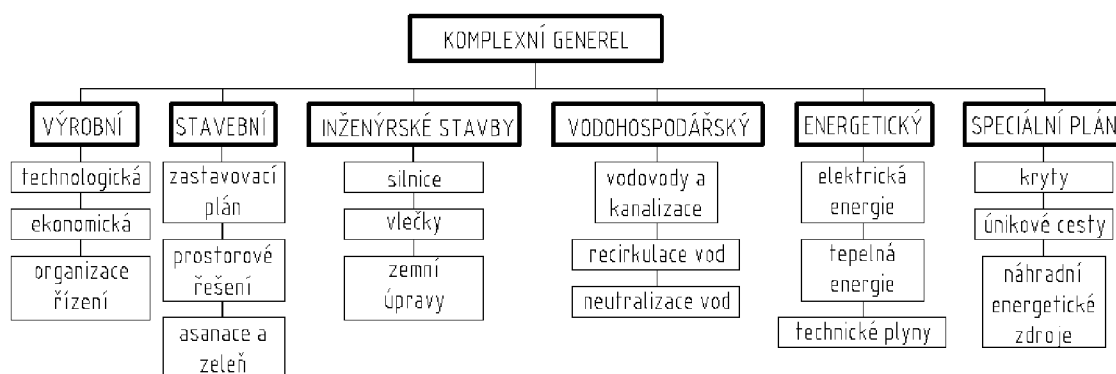 KOMPLEXNÍ GENEREL
VÝROBNÍ
technologická
ekonomická
organizace
řízení
STAVEBNÍ
zastavovací
plán
prostorové
řešení
asanace a
zeleň
INŽENÝRSKÉ STAVBY
silnice
vlečky
zemní
úpravy
VODOHOSPODÁŘSKÝ
vodovody a
kanalizace
recirkulace vod
neutralizace vod
ENERGETICKÝ
elektrická
energie
tepelná
energie
technické plyny
SPECIÁLNÍ PLÁN
kryty
únikové cesty
náhradní
energetické
zdroje